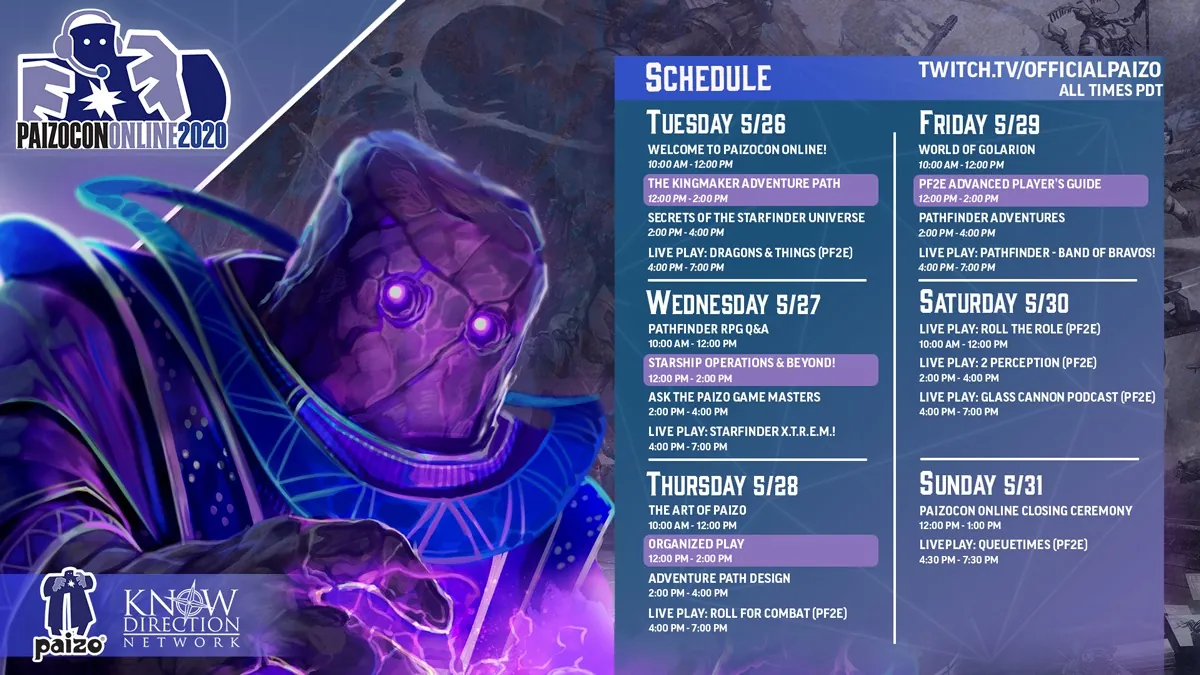 PAIZOCONONLINE2020
SCHEDULE
TWITCH.TV/OFFICIALPAIZO
ALL TIMES PDT
TUESDAY 5/26
WELCOME TO PAIZOCON ONLINE!
10:00 AM - 12:00 PM
THE KINGMAKER ADVENTURE PATH
12:00 PM - 2:00 PM
SECRETS OF THE STARFINDER UNIVERSE
2:00 PM - 4:00 PM
LIVE PLAY: DRAGONS & THINGS (PF2E)
4:00 PM - 7:00 PM
WEDNESDAY 5/27
PATHFINDER RPG Q&A
10:00 AM - 12:00 PM
STARSHIP OPERATIONS & BEYOND!
12:00 PM - 2:00 PM
ASK THE PAIZO GAME MASTERS
2:00 PM - 4:00 PM
LIVE PLAY: STARFINDER X.T.R.E.M.!
4:00 PM - 7:00 PM
THURSDAY 5/28
THE ART OF PAIZO
10:00 AM - 12:00 PM
ORGANIZED PLAY
12:00 PM - 2:00 PM
ADVENTURE PATH DESIGN
2:00 PM - 4:00 PM
LIVE PLAY: ROLL FOR COMBAT (PF2E)
4:00 PM - 7:00 PM
FRIDAY 5/29
WORLD OF GOLARION
10:00 AM - 12:00 PM
PF2E ADVANCED PLAYER'S GUIDE
12:00 PM - 2:00 PM
PATHFINDER ADVENTURES
2:00 PM - 4:00 PM
LIVE PLAY: PATHFINDER - BAND OF BRAVOS!
4:00 PM - 7:00 PM
SATURDAY 5/30
LIVE PLAY: ROLL THE ROLE (PF2E)
10:00 AM - 12:00 PM
LIVE PLAY: 2 PERCEPTION (PF2E)
2:00 PM - 4:00 PM
LIVE PLAY: GLASS CANNON PODCAST (PF2E)
4:00 PM - 7:00 PM
SUNDAY 5/31
PAIZOCON ONLINE CLOSING CEREMONY
12:00 PM - 1:00 PM
LIVEPLAY: QUEUETIMES (PF2E)
4:30 PM - 7:30 PM
paizo
KNOW
DIRECTION
NETWORK